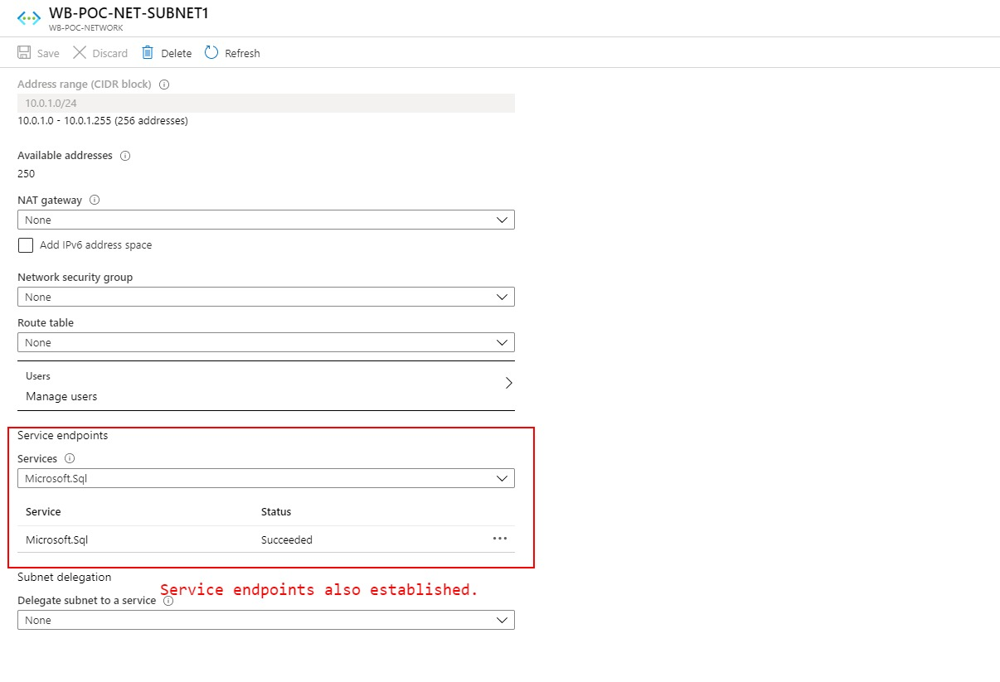 WB-POC-NET-SUBNET1
WB-POC-NETWORK
Save Discard Delete Refresh
Address range (CIDR block)
10.0.1.0/24
10.0.1.0 - 10.0.1.255 (256 addresses)
Available addresses
250
NAT gateway
None
Add IPv6 address space
Network security group
None
Route table
None
Users
Manage users
Service endpoints
Services
Microsoft.Sql
Service Status
Microsoft.Sql Succeeded
Subnet delegation
Service endpoints also established.
Delegate subnet to a service
None